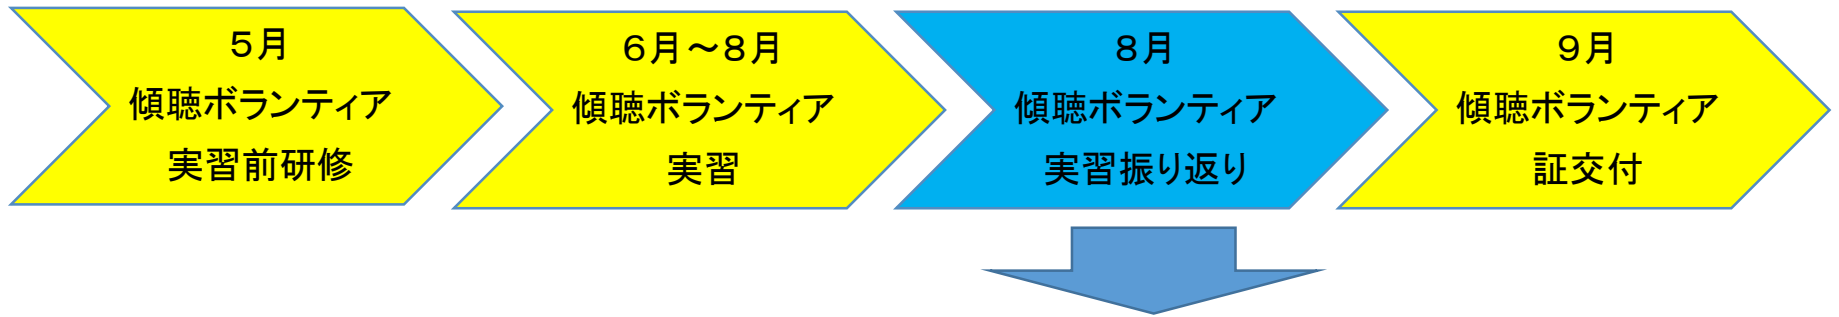 ５月
傾聴ボランティア
実習前研修
６月～８月
傾聴ボランティア
実習
８月
傾聴ボランティア
実習振り返り
９月
傾聴ボランティア
証交付